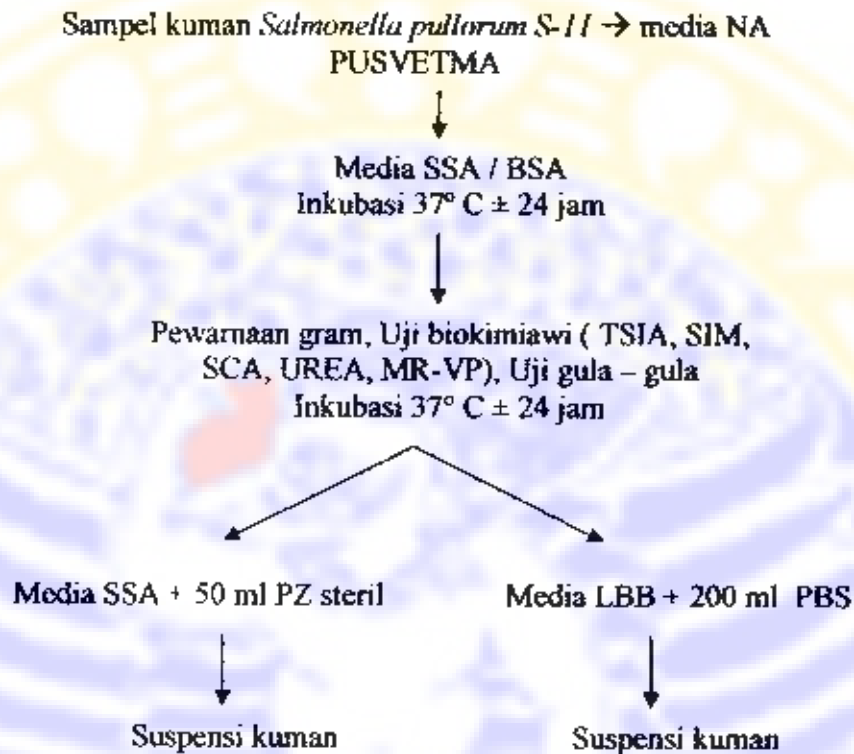 Sampel kuman Salmonella pullorum S-11 → media NA
PUSVETMA
Media SSA / BSA
Inkubasi 37° C ± 24 jam
Pewarnaan gram, Uji biokimiawi ( TSIA, SIM,
SCA, UREA, MR-VP), Uji gula – gula
Inkubasi 37° C ± 24 jam
Media SSA + 50 ml PZ steril
Media LBB + 200 ml PBS
Suspensi kuman
Suspensi kuman